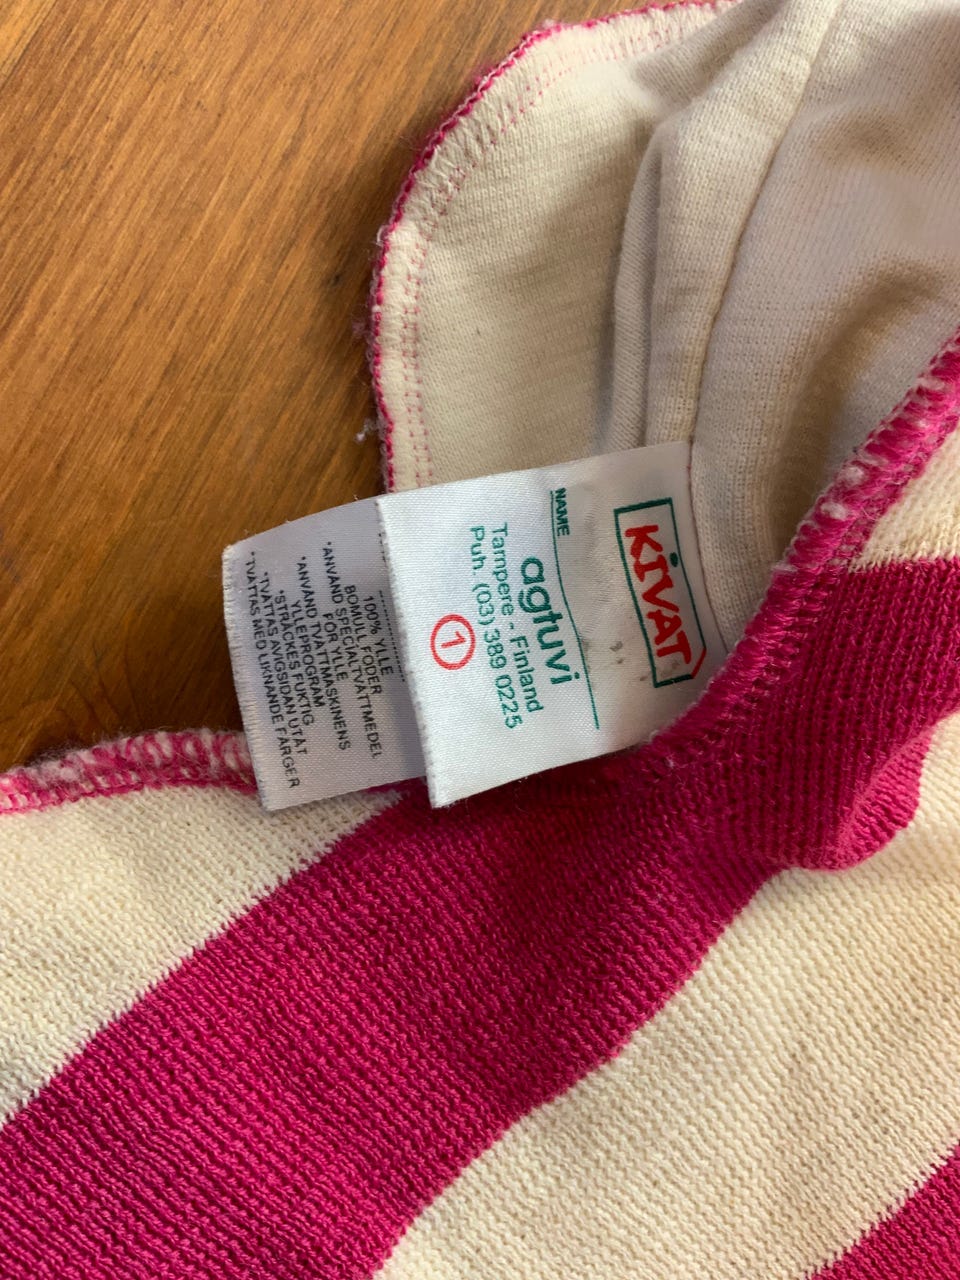 KIVAT
NAME
agtuvi
Tampere - Finland
Puh. (03) 389 0225
1
100% YLLE
BOMULL FODER
*ANVÄND SPECIALTVÄTTMEDEL
FÖR YLLE
*ANVÄND TVÄTTMASKINENS
YLLEPROGRAM
*STRÄCKES FUKTIG
*TVÄTTAS AVIGSIDAN UTÅT
*TVÄTTAS MED LIKNANDE FÄRGER